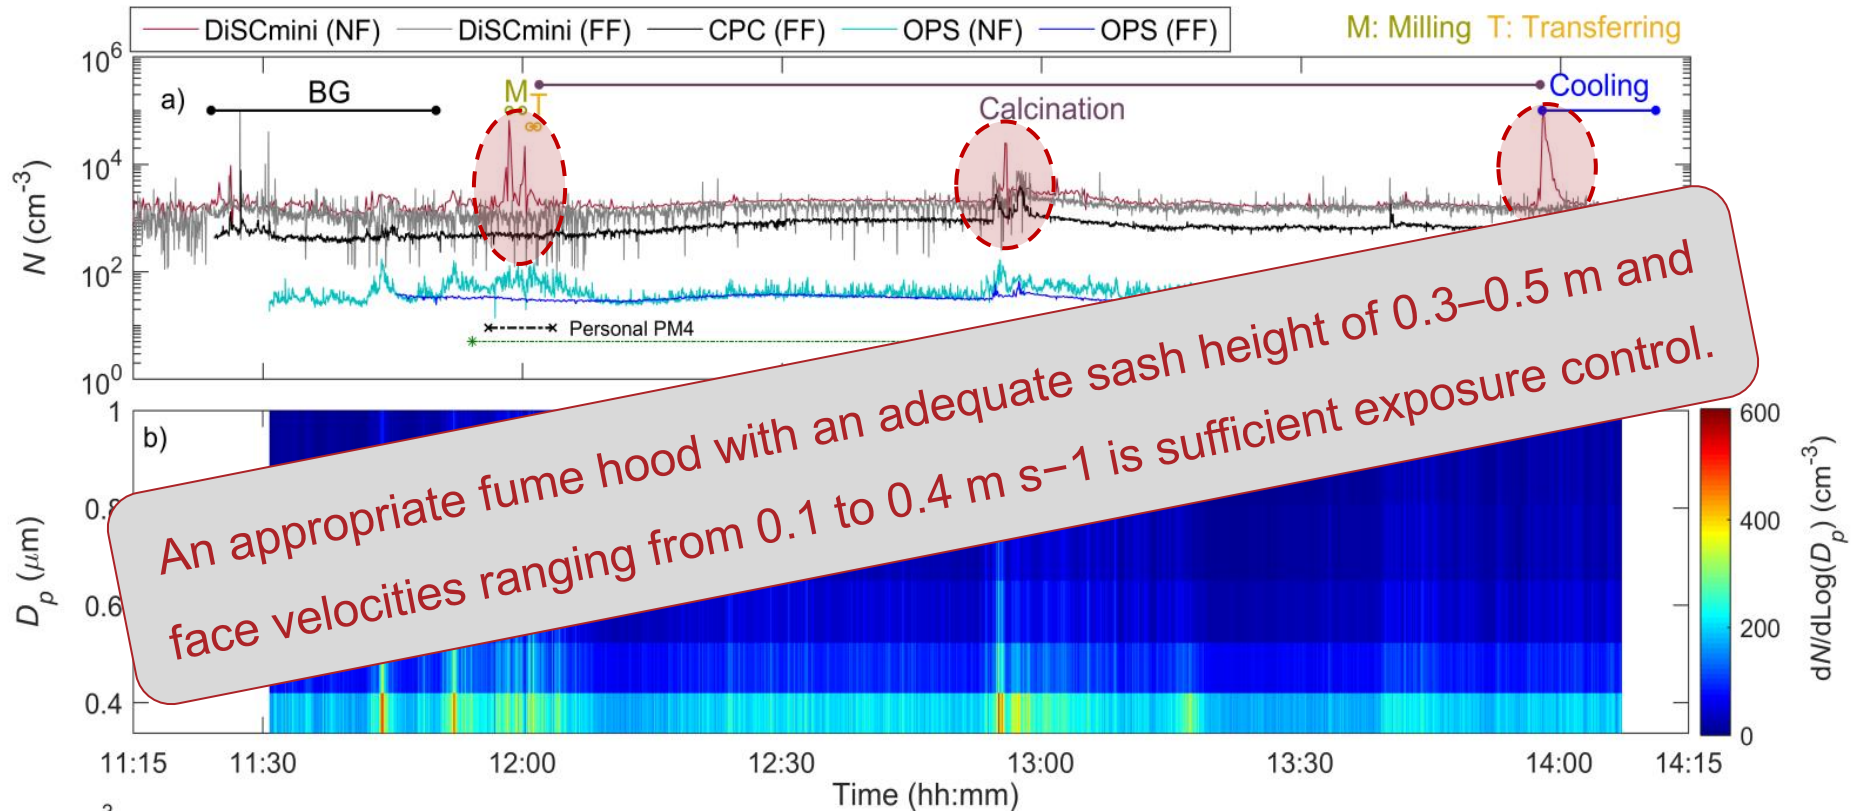 DiSCmini (NF) DiSCmini (FF) CPC (FF) OPS (NF) OPS (FF)
M: Milling T: Transferring
a)
BG
M
T
Calcination
Cooling
10^6
10^4
10^2
10^0
N (cm^-3)
Personal PM4
An appropriate fume hood with an adequate sash height of 0.3–0.5 m and
face velocities ranging from 0.1 to 0.4 m s−1 is sufficient exposure control.
b)
1
0.6
0.4
D_p (μm)
600
400
200
0
dN/dLog(D_p) (cm^-3)
11:15 11:30 12:00 12:30 13:00 13:30 14:00 14:15
Time (hh:mm)